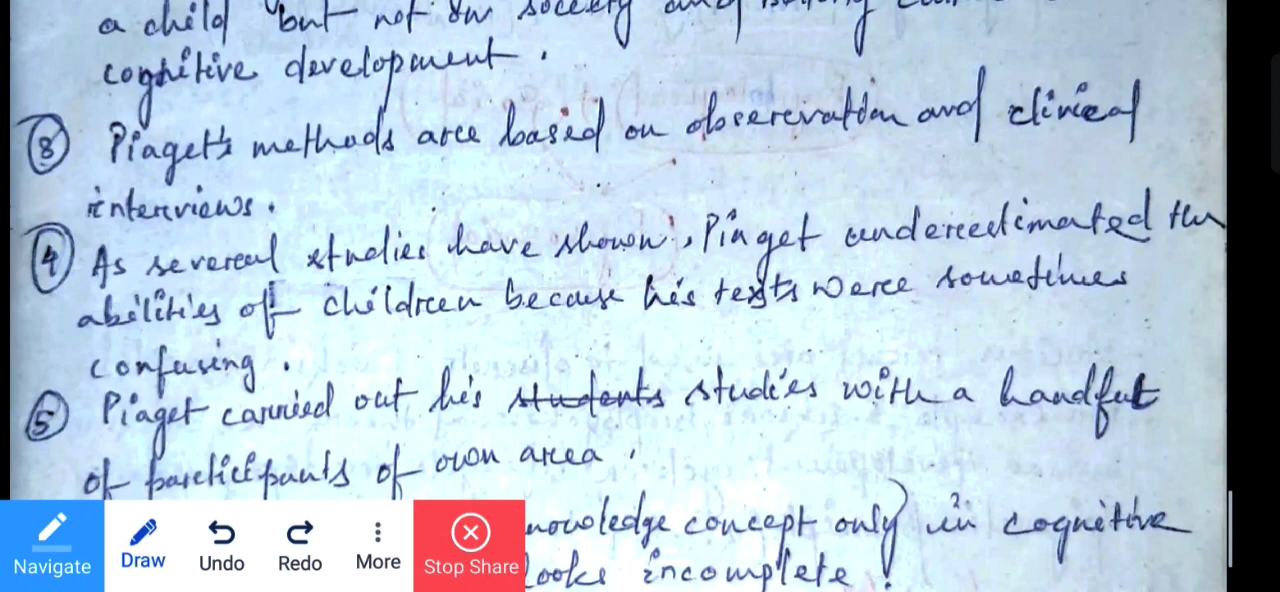 a child but not on society and
cognitive development.
③ Piaget's methods are based on observation and clinical
interviews.
④ As several studies have shown, Piaget underestimated the
abilities of children because his tests were sometimes
confusing.
⑤ Piaget carried out his students studies with a handful
of participants of own area.
knowledge concept only in cognitive
looks incomplete.
Navigate
Draw
Undo
Redo
More
Stop Share